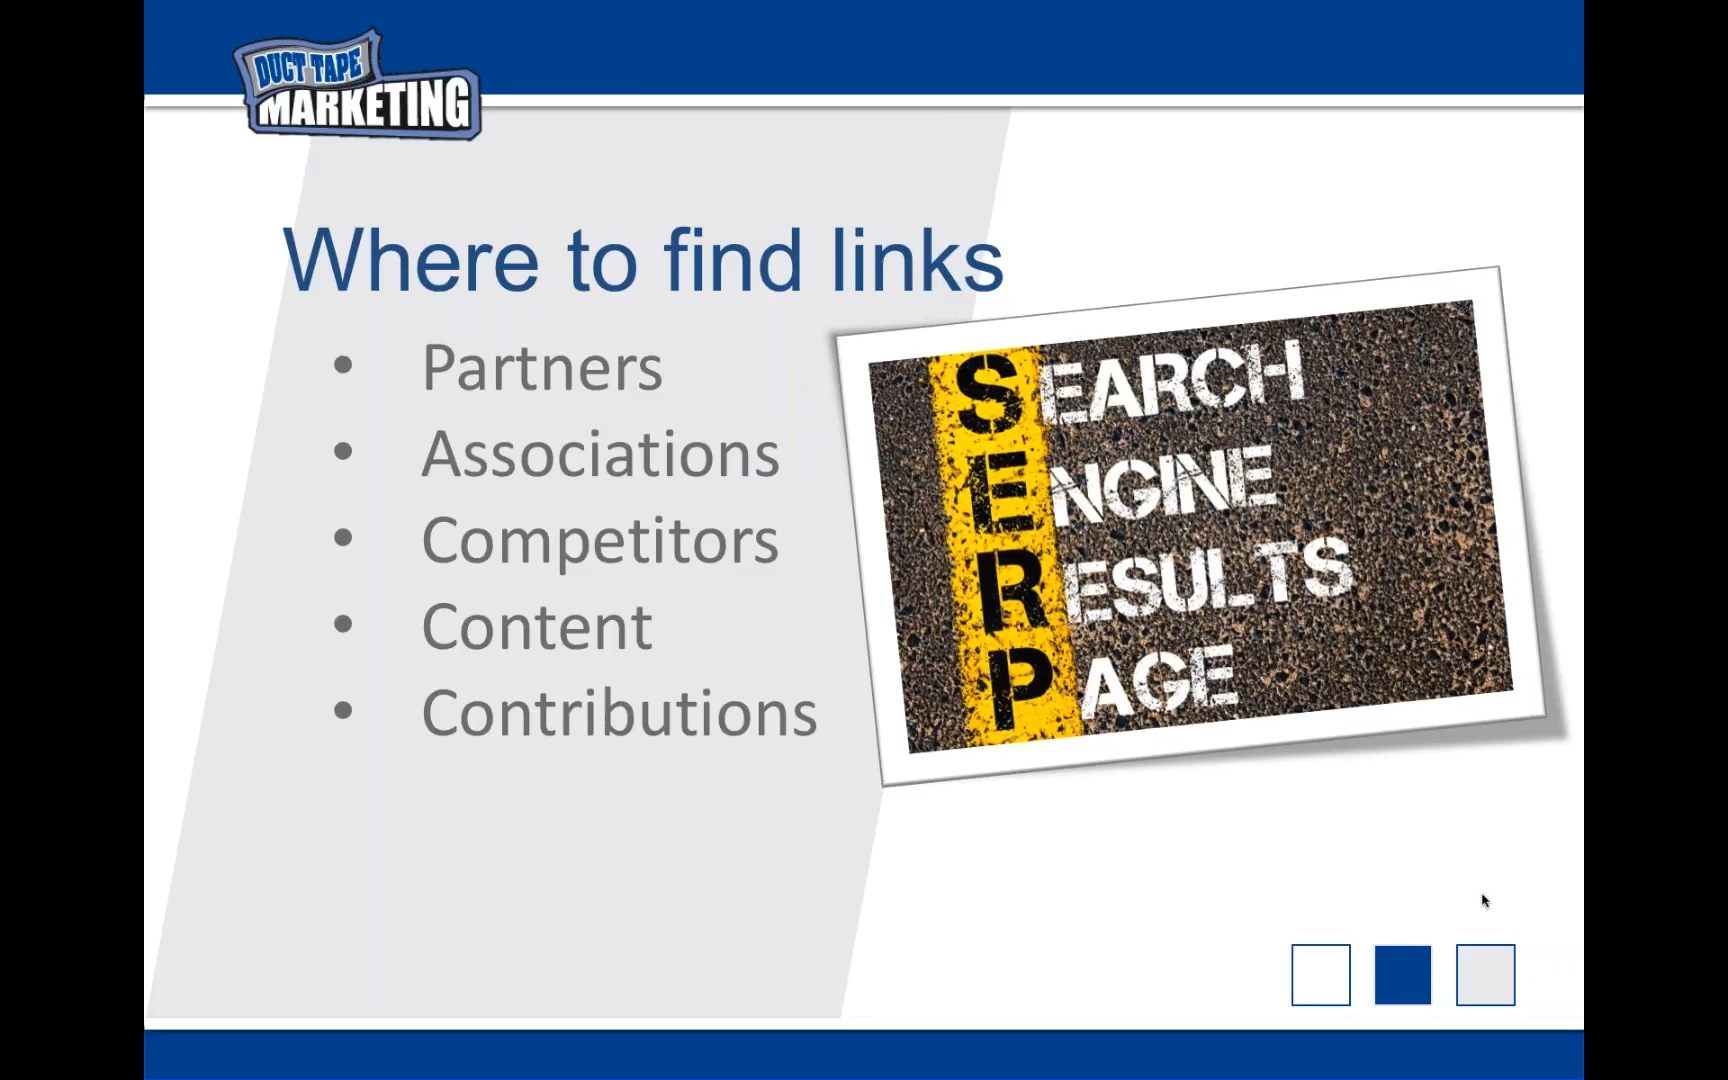 DUCT TAPE
MARKETING
Where to find links
• Partners
• Associations
• Competitors
• Content
• Contributions
SEARCH
ENGINE
RESULTS
PAGE